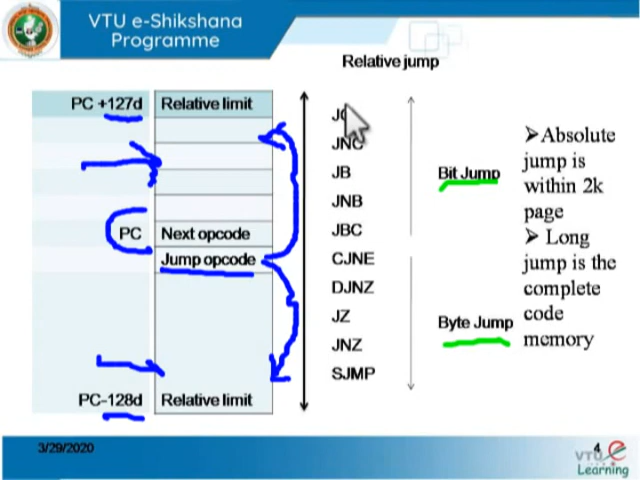 VTU e-Shikshana
Programme
Relative jump
PC +127d Relative limit
PC Next opcode
Jump opcode
PC-128d Relative limit
JNC
JB
JNB
JBC
CJNE
DJNZ
JZ
JNZ
SJMP
Bit Jump
Byte Jump
➢Absolute
jump is
within 2k
page
➢ Long
jump is the
complete
code
memory
3/29/2020
4
VTU e
Learning